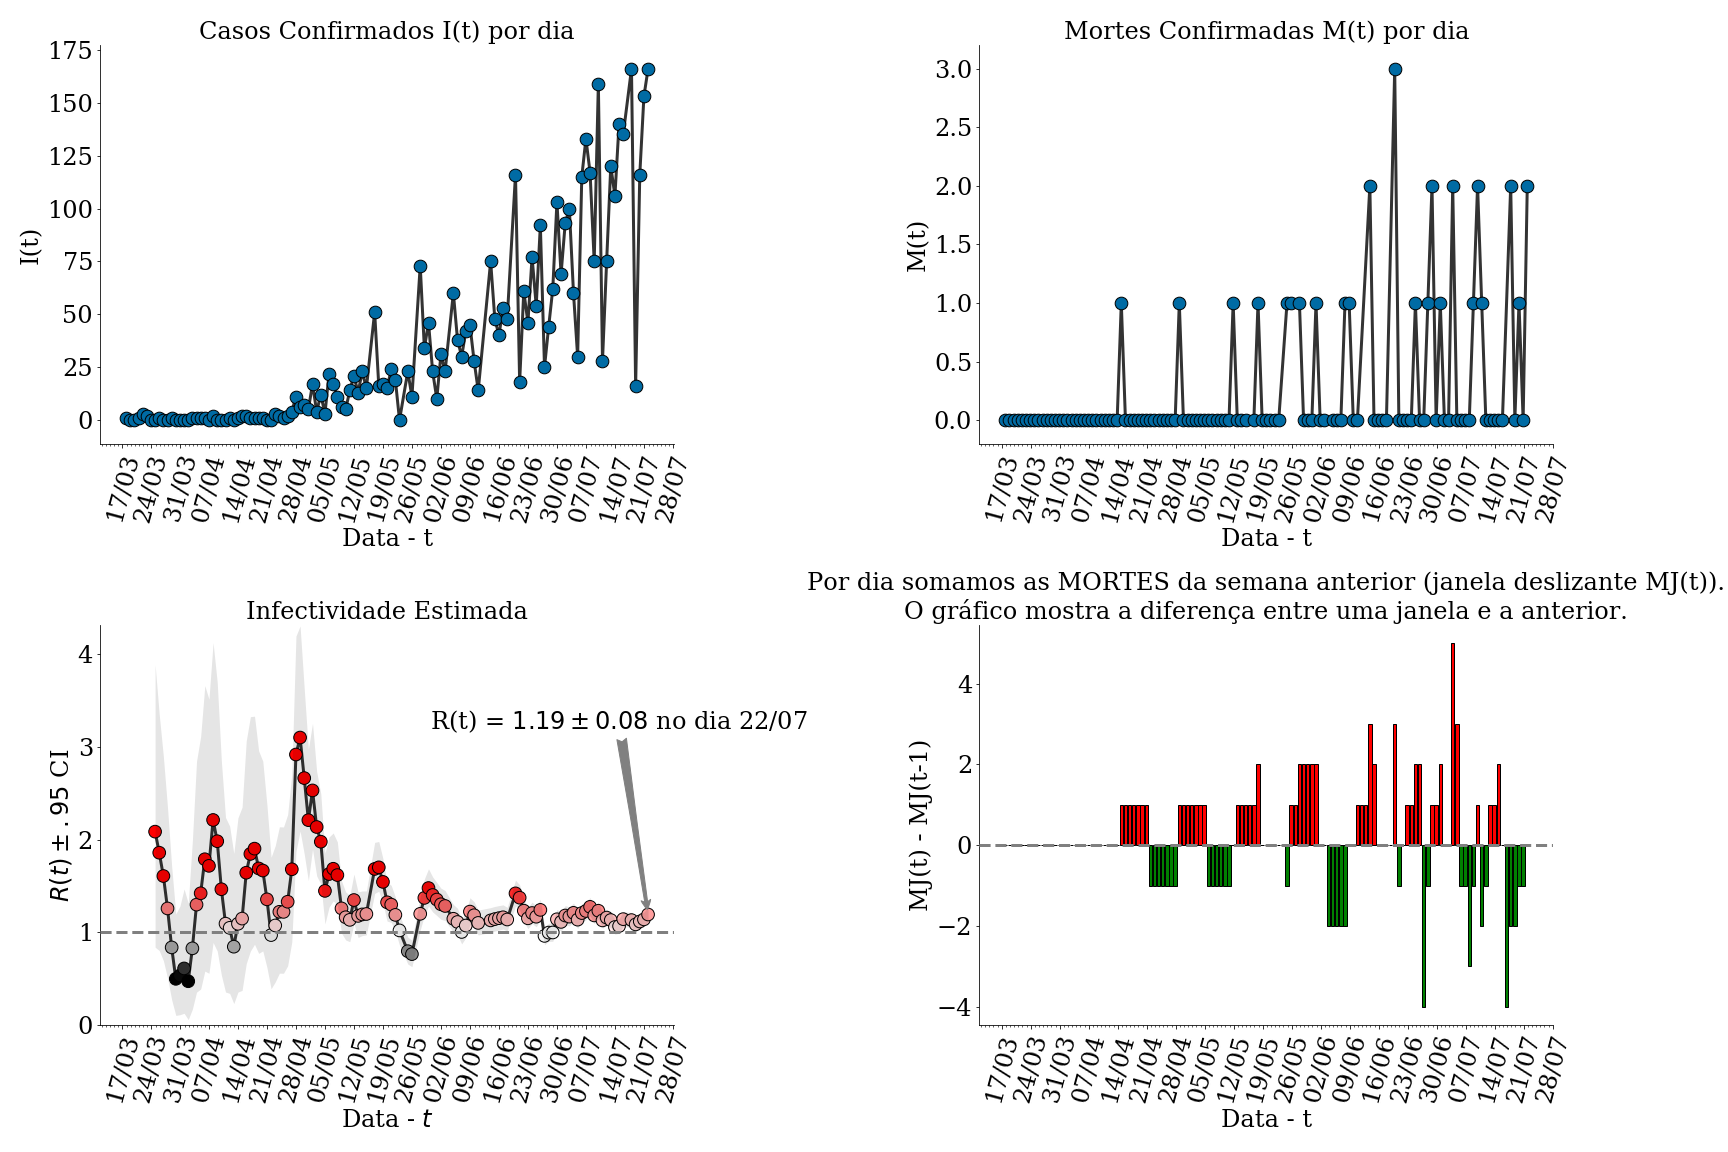 Casos Confirmados I(t) por dia
175
150
125
100
75
50
25
0
I(t)
17/03 24/03 31/03 07/04 14/04 21/04 28/04 05/05 12/05 19/05 26/05 02/06 09/06 16/06 23/06 30/06 07/07 14/07 21/07 28/07
Data - t
Mortes Confirmadas M(t) por dia
3.0
2.5
2.0
1.5
1.0
0.5
0.0
M(t)
17/03 24/03 31/03 07/04 14/04 21/04 28/04 05/05 12/05 19/05 26/05 02/06 09/06 16/06 23/06 30/06 07/07 14/07 21/07 28/07
Data - t
Infectividade Estimada
4
3
2
1
0
R(t) ± .95 CI
R(t) = 1.19 ± 0.08 no dia 22/07
17/03 24/03 31/03 07/04 14/04 21/04 28/04 05/05 12/05 19/05 26/05 02/06 09/06 16/06 23/06 30/06 07/07 14/07 21/07 28/07
Data - t
Por dia somamos as MORTES da semana anterior (janela deslizante MJ(t)).
O gráfico mostra a diferença entre uma janela e a anterior.
4
2
0
−2
−4
MJ(t) - MJ(t-1)
17/03 24/03 31/03 07/04 14/04 21/04 28/04 05/05 12/05 19/05 26/05 02/06 09/06 16/06 23/06 30/06 07/07 14/07 21/07 28/07
Data - t